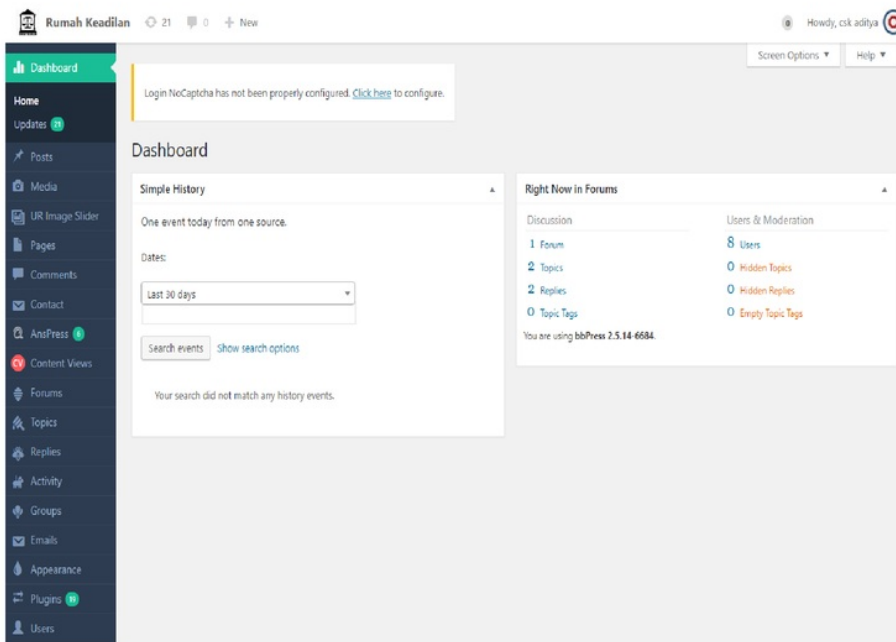 Rumah Keadilan 21 0 New
0 Howdy, csk aditya
Screen Options ▼ Help ▼
Dashboard
Home
Updates 21
Posts
Media
UR Image Slider
Pages
Comments
Contact
AnsPress
CV Content Views
Forums
Topics
Replies
Activity
Groups
Emails
Appearance
Plugins 19
Users
Login NoCaptcha has not been properly configured. Click here to configure.
Dashboard
Simple History
One event today from one source.
Dates:
Last 30 days
Search events Show search options
Your search did not match any history events.
Right Now in Forums
Discussion
1 Forum
2 Topics
2 Replies
0 Topic Tags
Users & Moderation
8 Users
0 Hidden Topics
0 Hidden Replies
0 Empty Topic Tags
You are using bbPress 2.5.14-6684.